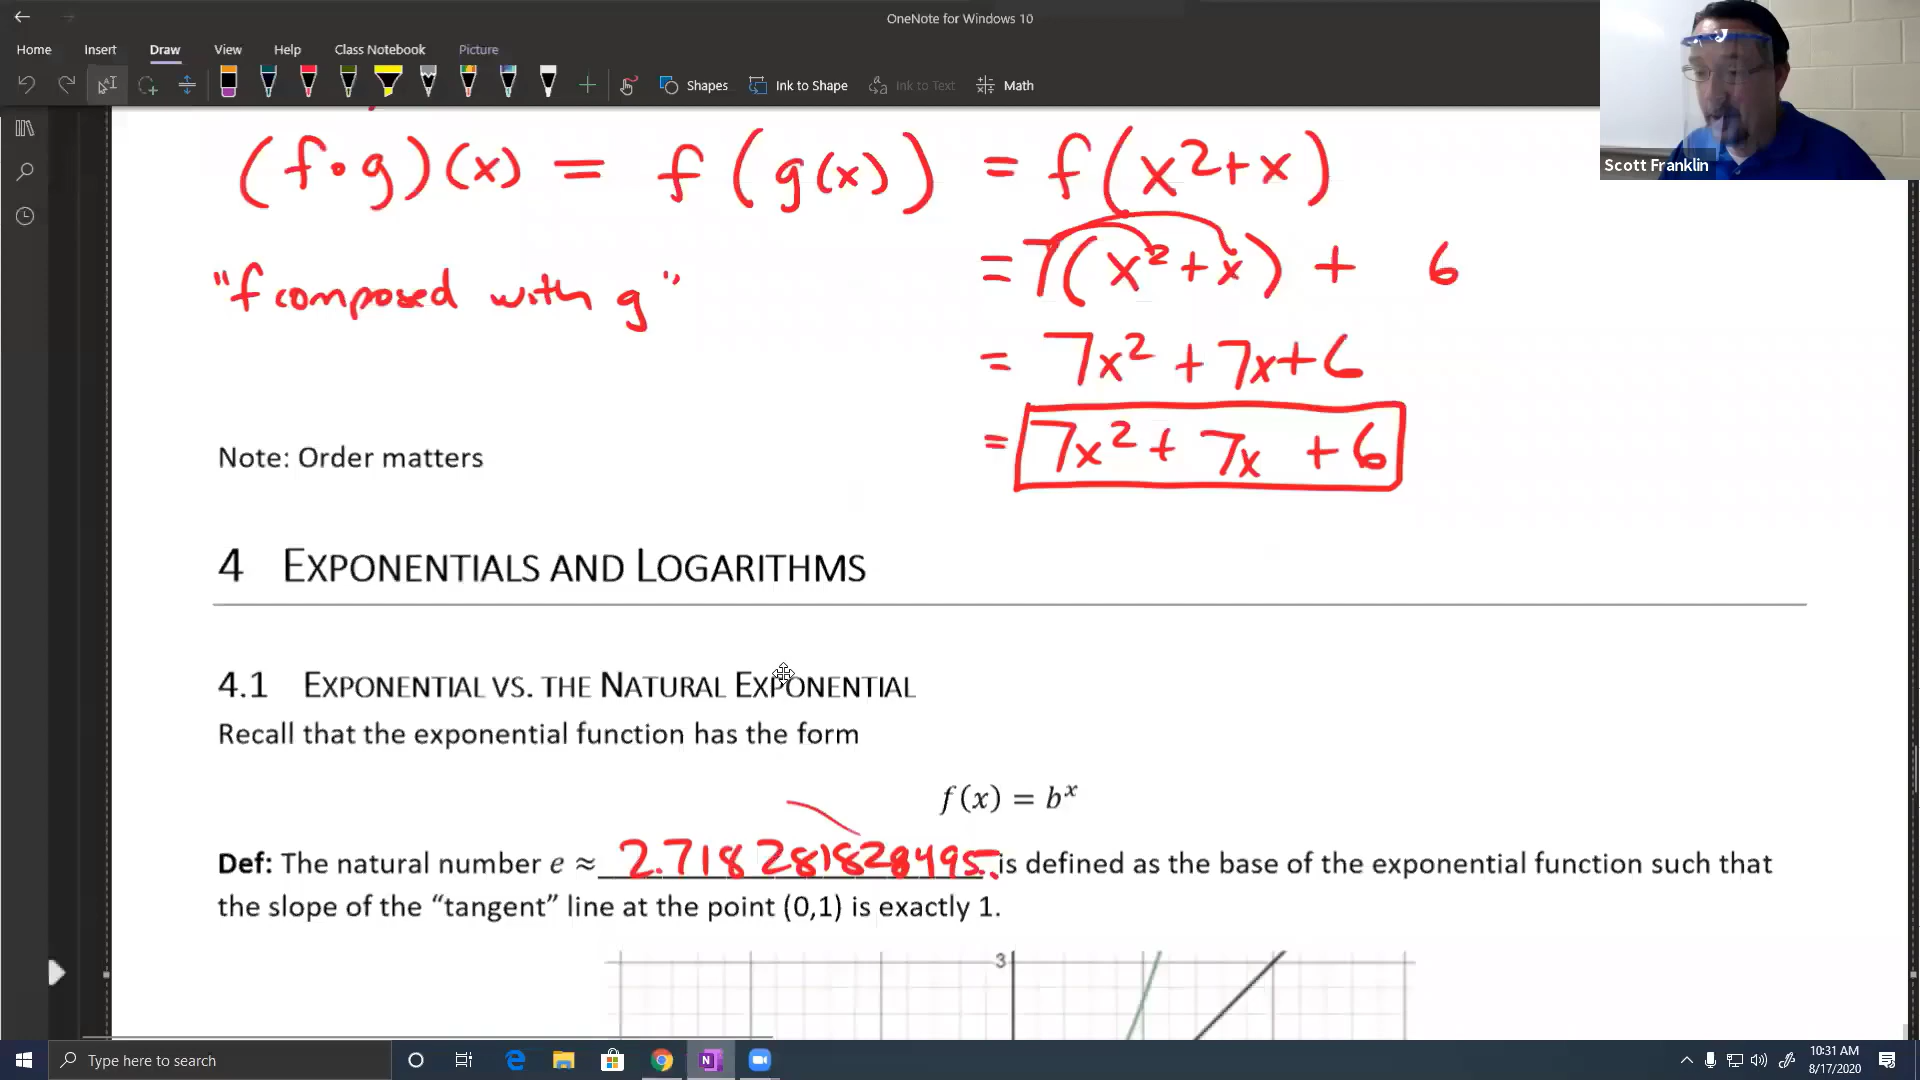 OneNote for Windows 10
Home Insert Draw View Help Class Notebook Picture
Shapes Ink to Shape Ink to Text Math
Scott Franklin
(f∘g)(x) = f(g(x)) = f(x²+x)
= 7(x²+x) + 6
"f composed with g"
= 7x² + 7x+6
= 7x² + 7x + 6
Note: Order matters
4 EXPONENTIALS AND LOGARITHMS
4.1 EXPONENTIAL VS. THE NATURAL EXPONENTIAL
Recall that the exponential function has the form
f(x) = bˣ
Def: The natural number e ≈ 2.718281828495... is defined as the base of the exponential function such that
the slope of the “tangent” line at the point (0,1) is exactly 1.
3
Type here to search
10:31 AM
8/17/2020